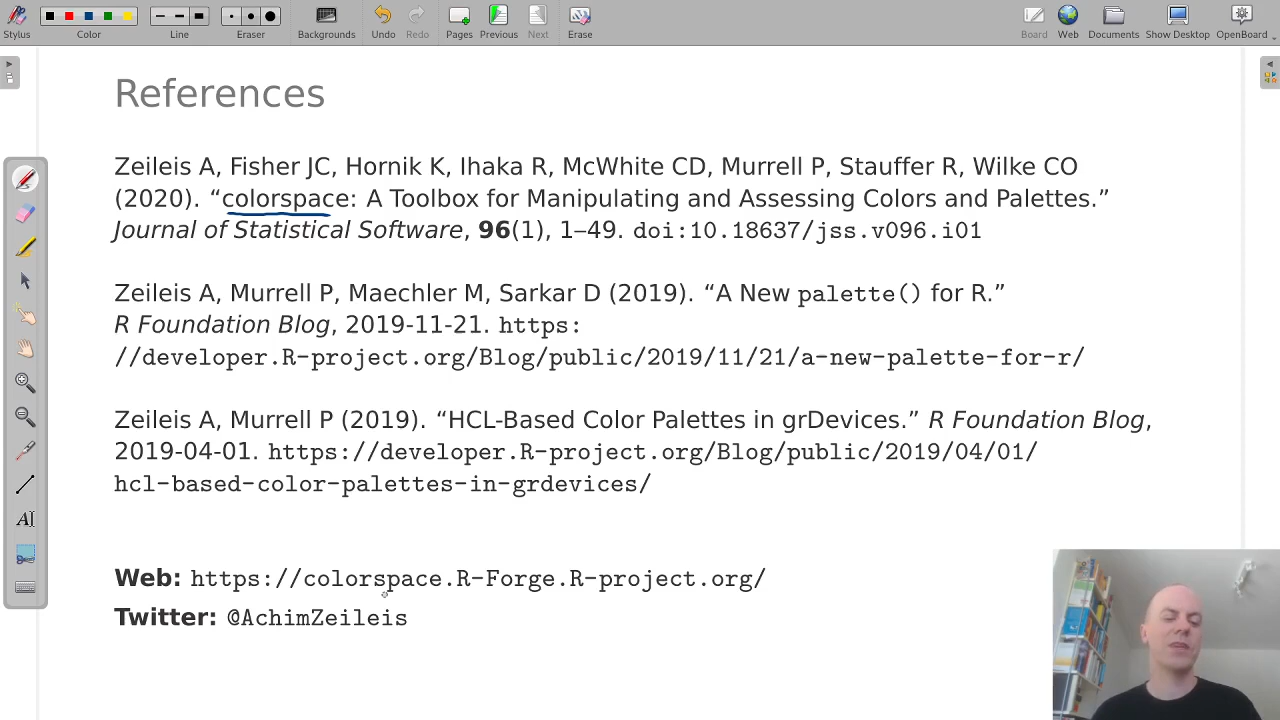 Stylus Color Line Eraser Backgrounds Undo Redo Pages Previous Next Erase Board Web Documents Show Desktop OpenBoard
References
Zeileis A, Fisher JC, Hornik K, Ihaka R, McWhite CD, Murrell P, Stauffer R, Wilke CO
(2020). “colorspace: A Toolbox for Manipulating and Assessing Colors and Palettes.”
Journal of Statistical Software, 96(1), 1–49. doi:10.18637/jss.v096.i01
Zeileis A, Murrell P, Maechler M, Sarkar D (2019). “A New palette() for R.”
R Foundation Blog, 2019-11-21. https:
//developer.R-project.org/Blog/public/2019/11/21/a-new-palette-for-r/
Zeileis A, Murrell P (2019). “HCL-Based Color Palettes in grDevices.” R Foundation Blog,
2019-04-01. https://developer.R-project.org/Blog/public/2019/04/01/
hcl-based-color-palettes-in-grdevices/
Web: https://colorspace.R-Forge.R-project.org/
Twitter: @AchimZeileis